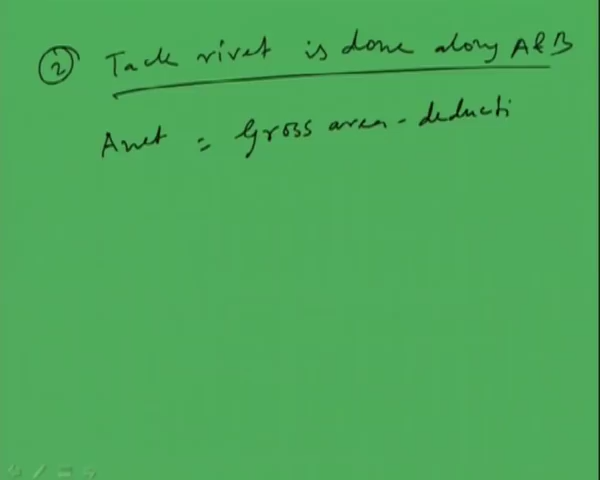 ② Tack rivet is done along A & B
Anet = Gross area - deducti